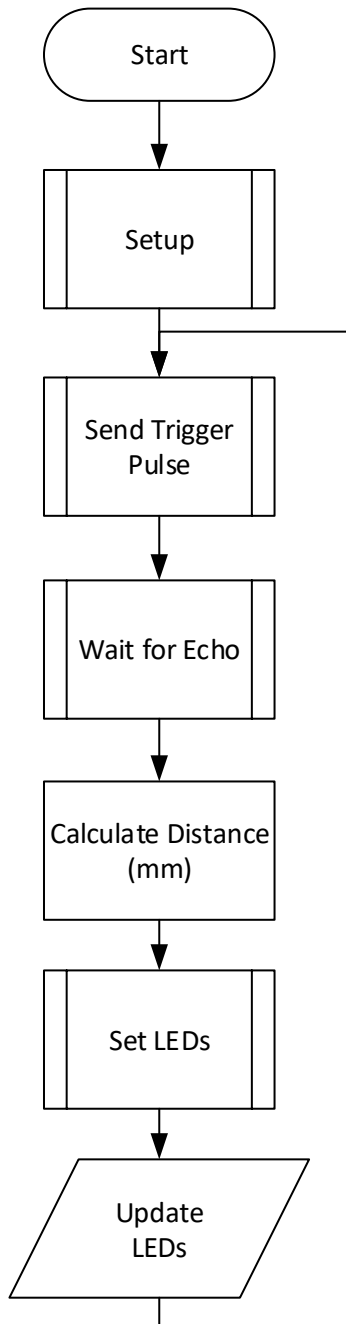 Start
Setup
Send Trigger
Pulse
Wait for Echo
Calculate Distance
(mm)
Set LEDs
Update
LEDs